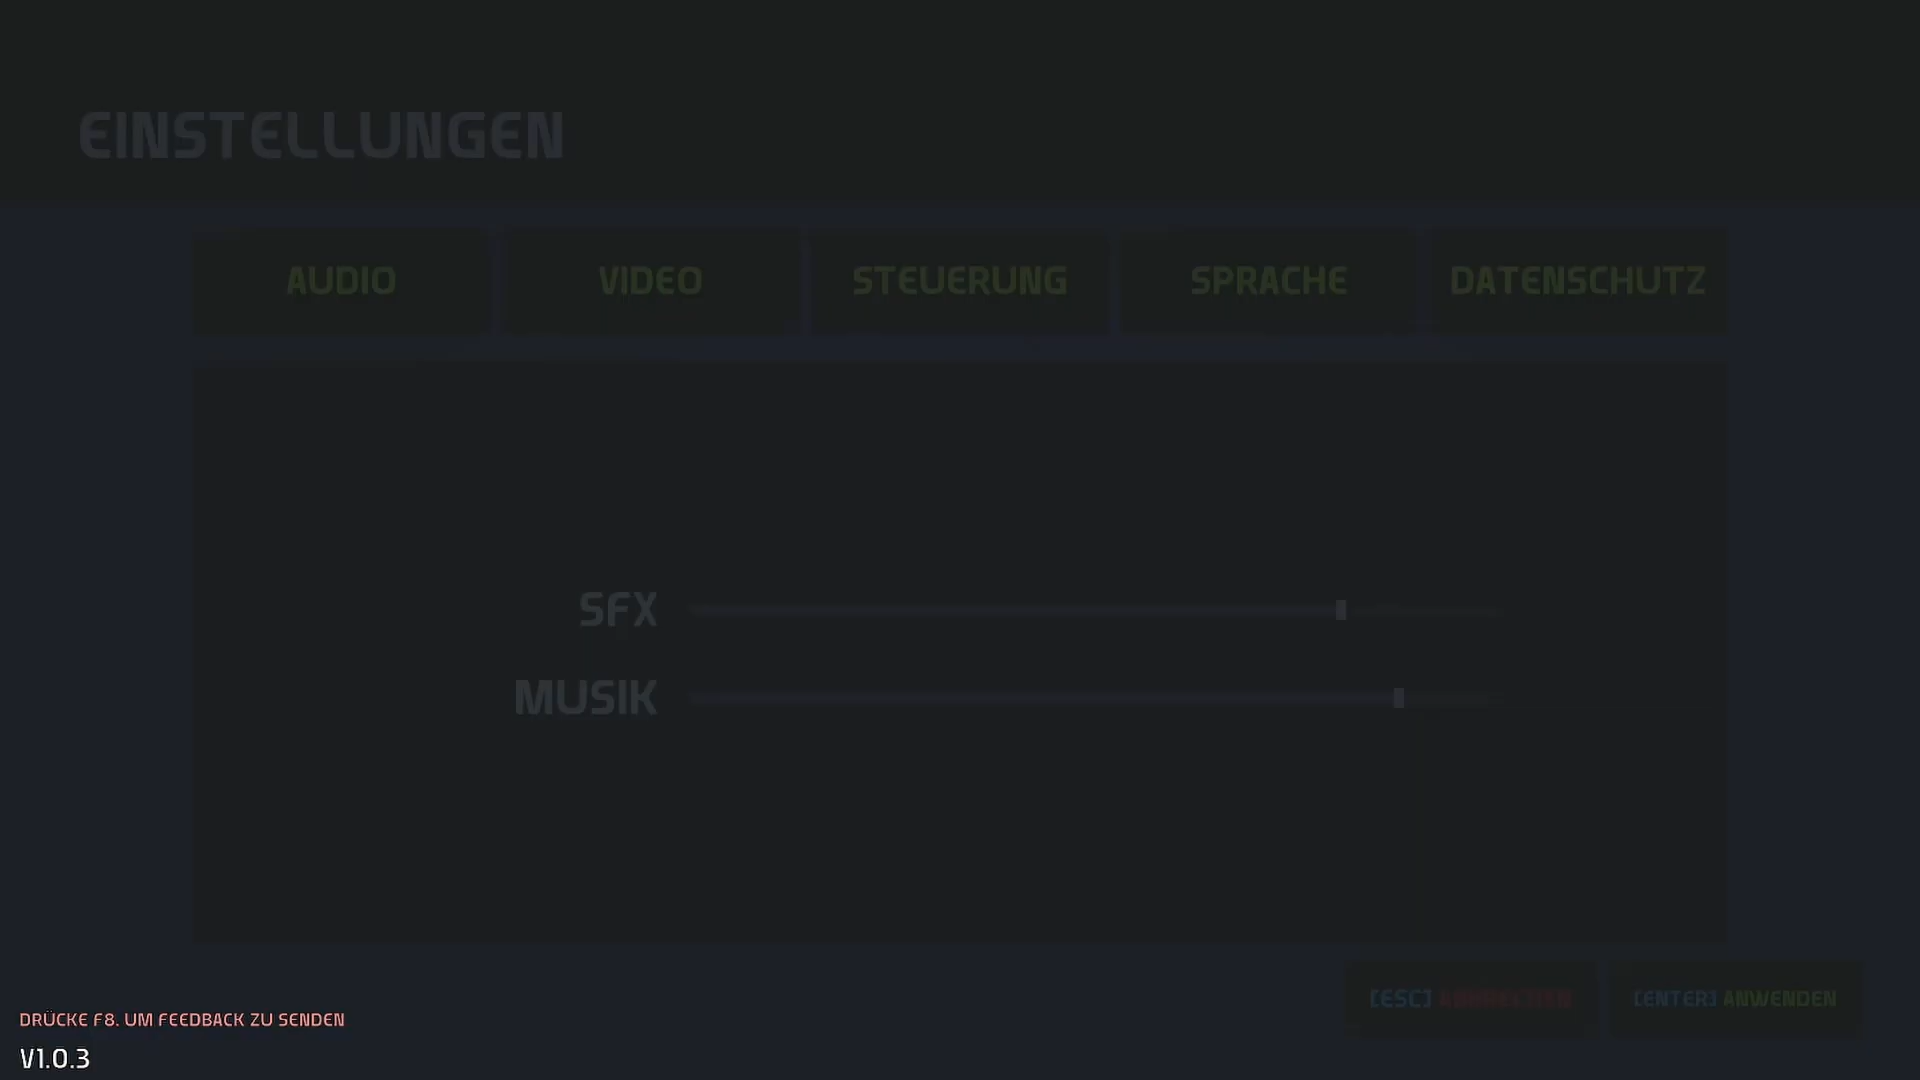 EINSTELLUNGEN
AUDIO VIDEO STEUERUNG SPRACHE DATENSCHUTZ
SFX
MUSIK
[ESC] [ENTER] ANWENDEN
DRÜCKE F8. UM FEEDBACK ZU SENDEN
V1.0.3